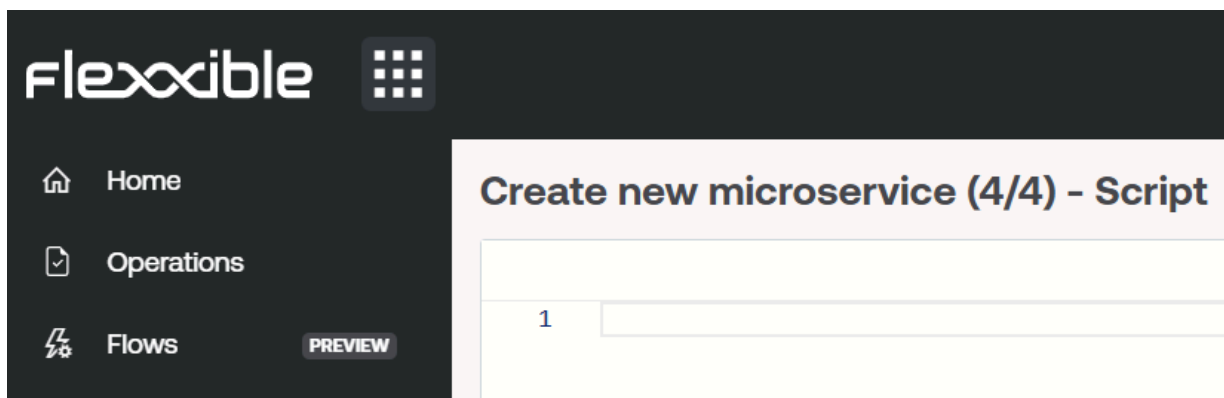 Flexxible
Home
Create new microservice (4/4) - Script
Operations
1
Flows PREVIEW